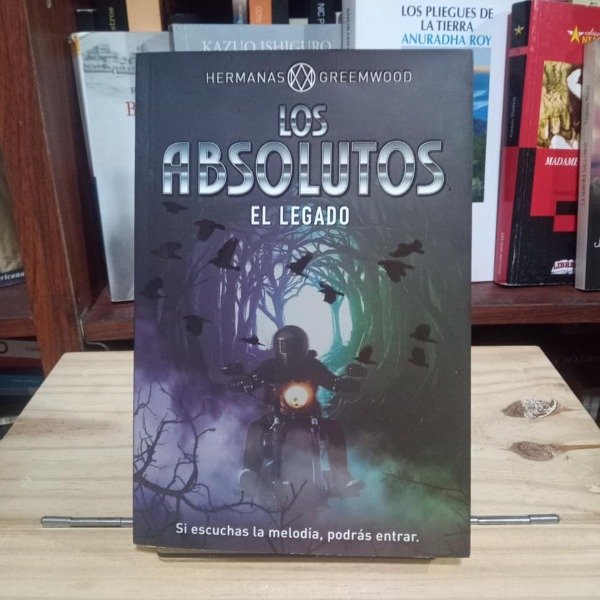 HERMANAS GREEMWOOD
LOS
ABSOLUTOS
EL LEGADO
Si escuchas la melodía, podrás entrar.
KAZUO ISHIGURO
LOS PLIEGUES DE
LA TIERRA
ANURADHA ROY
MADAME